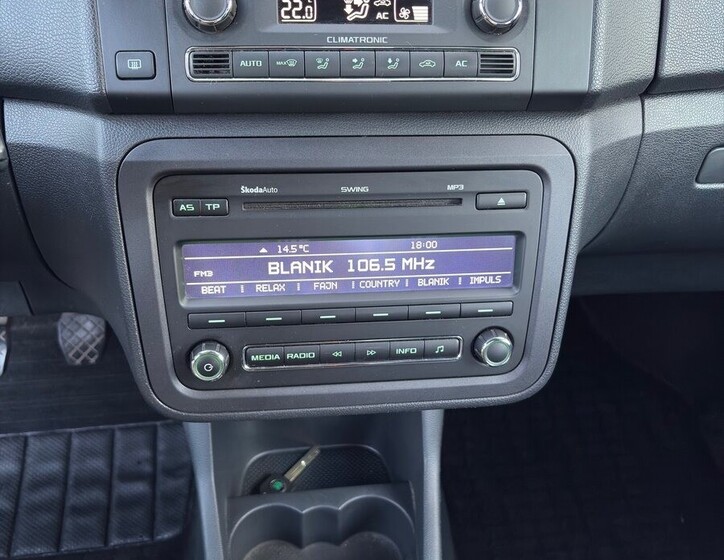 22.0 AC
CLIMATRONIC
AUTO MAX AC
ŠkodaAuto SWING MP3
AS TP
14.5°C 18:00
FM3 BLANIK 106.5 MHz
BEAT RELAX FAJN COUNTRY BLANIK IMPULS
MEDIA RADIO INFO